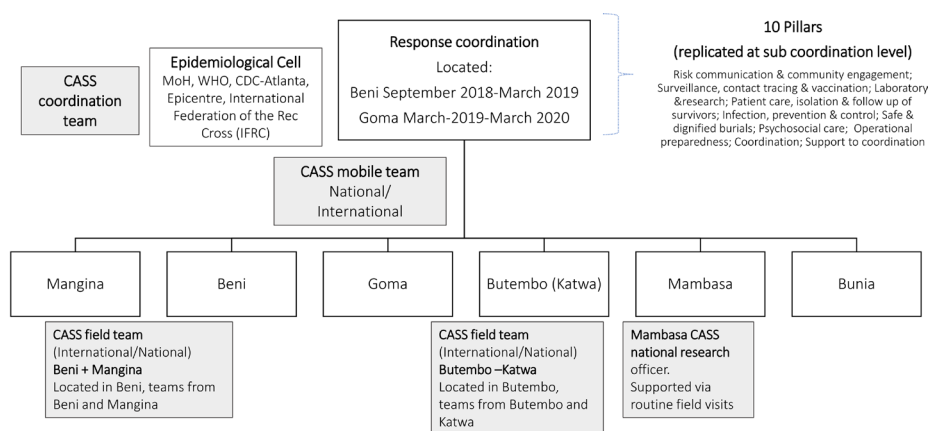 CASS
coordination
team
Epidemiological Cell
MoH, WHO, CDC-Atlanta,
Epicentre, International
Federation of the Rec
Cross (IFRC)
Response coordination
Located:
Beni September 2018-March 2019
Goma March-2019-March 2020
10 Pillars
(replicated at sub coordination level)
Risk communication & community engagement;
Surveillance, contact tracing & vaccination; Laboratory
&research; Patient care, isolation & follow up of
survivors; Infection, prevention & control; Safe &
dignified burials; Psychosocial care; Operational
preparedness; Coordination; Support to coordination
CASS mobile team
National/
International
Mangina
Beni
Goma
Butembo (Katwa)
Mambasa
Bunia
CASS field team
(International/National)
Beni + Mangina
Located in Beni, teams from
Beni and Mangina
CASS field team
(International/National)
Butembo –Katwa
Located in Butembo,
teams from Butembo and
Katwa
Mambasa CASS
national research
officer.
Supported via
routine field visits